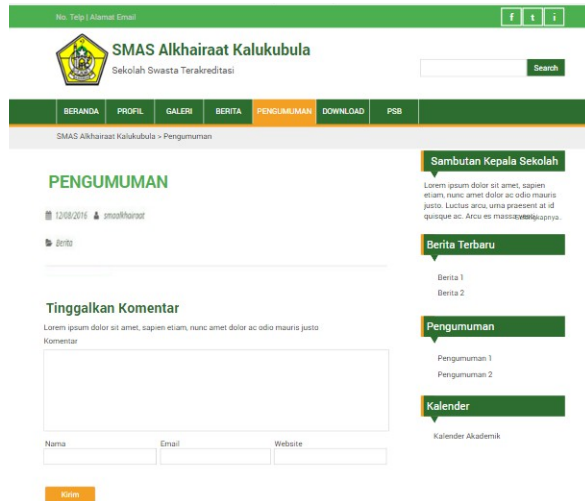 No. Telp | Alamat Email
f t i
SMAS Alkhairaat Kalukubula
Sekolah Swasta Terakreditasi
Search
BERANDA PROFIL GALERI BERITA PENGUMUMAN DOWNLOAD PSB
SMAS Alkhairaat Kalukubula > Pengumuman
PENGUMUMAN
12/08/2016 smaalkhairaat
Berita
Tinggalkan Komentar
Lorem ipsum dolor sit amet, sapien etiam, nunc amet dolor ac odio mauris justo
Komentar
Nama Email Website
Kirim
Sambutan Kepala Sekolah
Lorem ipsum dolor sit amet, sapien
etiam, nunc amet dolor ac odio mauris
justo. Luctus arcu, urna praesent at id
quisque ac. Arcu es massa
Berita Terbaru
Berita 1
Berita 2
Pengumuman
Pengumuman 1
Pengumuman 2
Kalender
Kalender Akademik